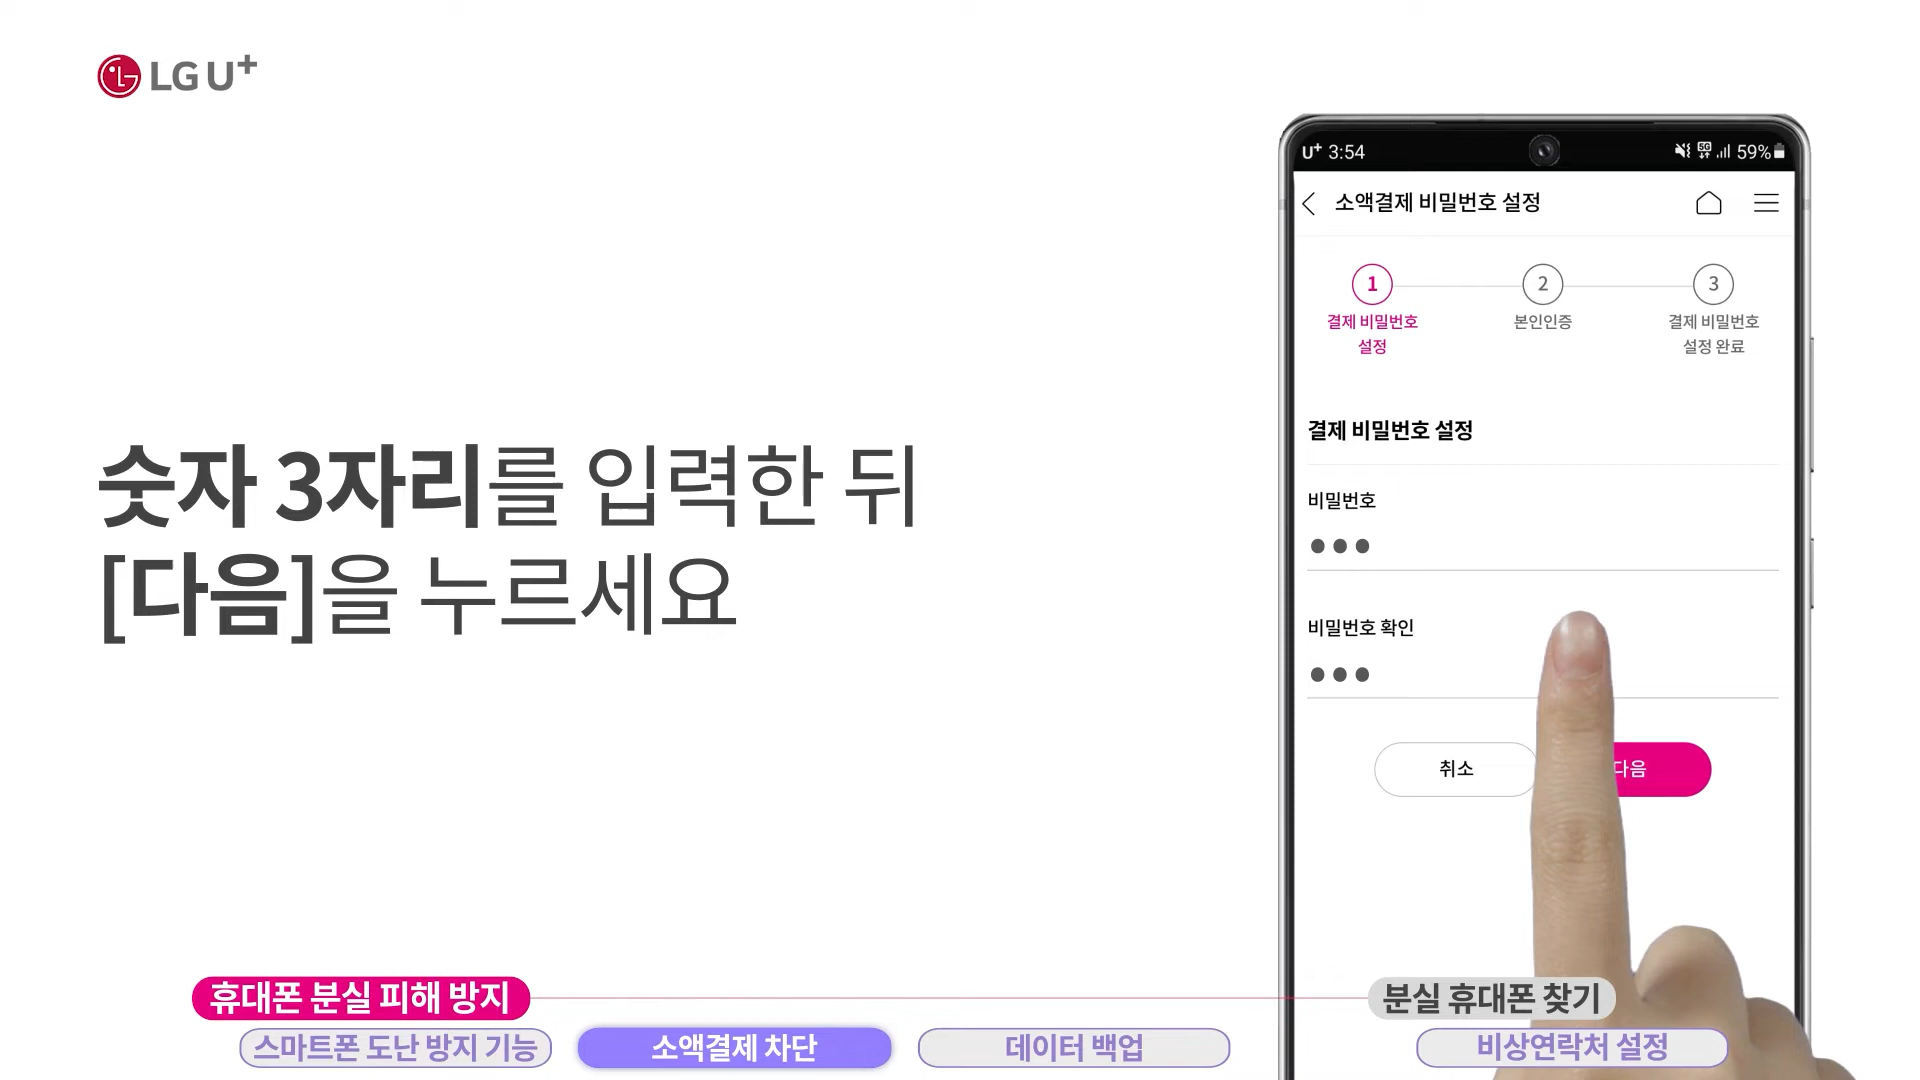 LG U+
숫자 3자리를 입력한 뒤
[다음]을 누르세요
U+ 3:54
5G
59%
소액결제 비밀번호 설정
1
2
3
결제 비밀번호
설정
본인인증
결제 비밀번호
설정 완료
결제 비밀번호 설정
비밀번호
비밀번호 확인
취소
다음
휴대폰 분실 피해 방지
분실 휴대폰 찾기
스마트폰 도난 방지 기능
소액결제 차단
데이터 백업
비상연락처 설정